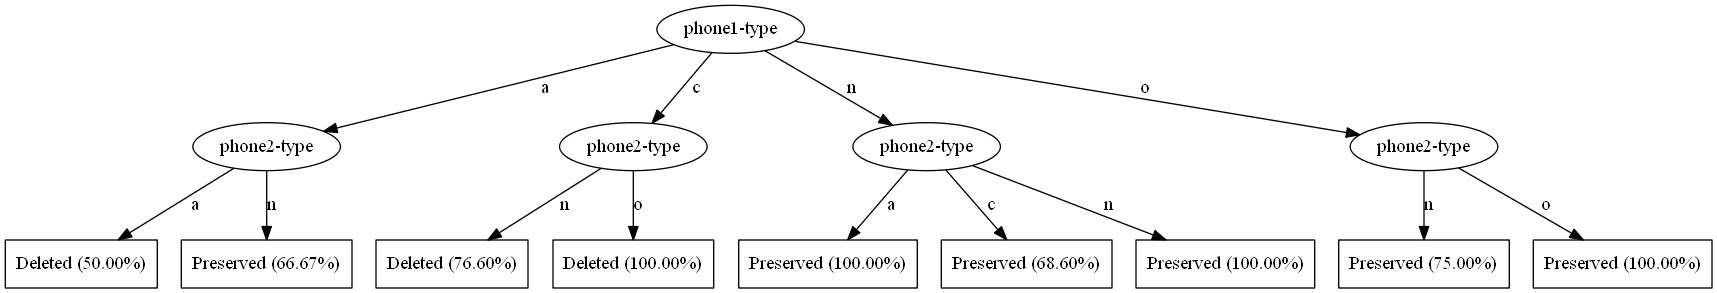 phone1-type
a
c
n
o
phone2-type
phone2-type
phone2-type
phone2-type
a
n
n
o
a
c
n
n
o
Deleted (50.00%)
Preserved (66.67%)
Deleted (76.60%)
Deleted (100.00%)
Preserved (100.00%)
Preserved (68.60%)
Preserved (100.00%)
Preserved (75.00%)
Preserved (100.00%)